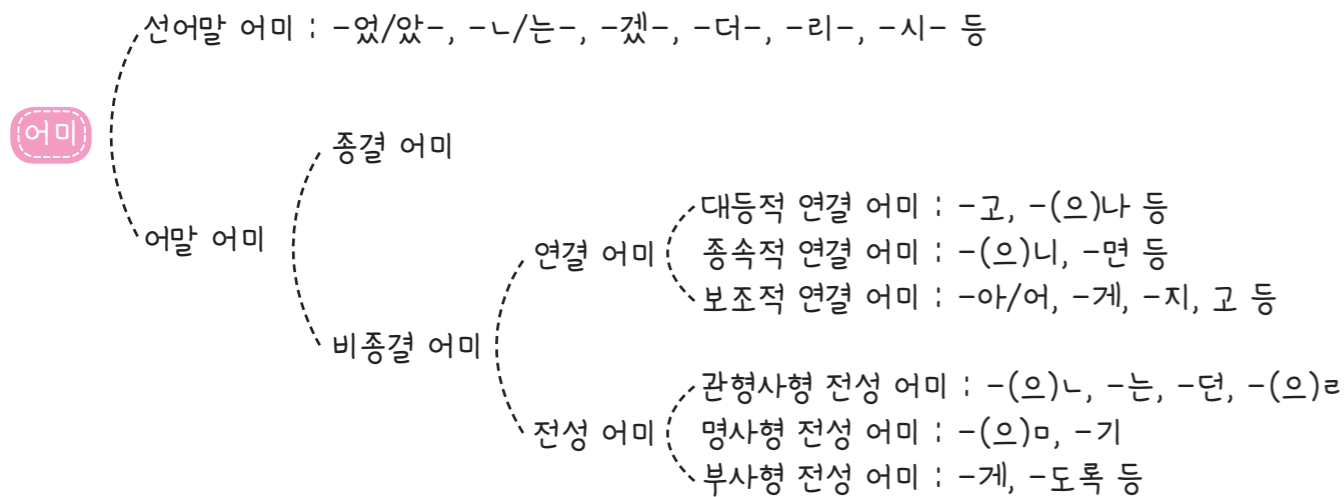 선어말 어미 : -었/았-, -ㄴ/는-, -겠-, -더-, -리-, -시- 등
어미
종결 어미
어말 어미
대등적 연결 어미 : -고, -(으)나 등
연결 어미
종속적 연결 어미 : -(으)니, -면 등
보조적 연결 어미 : -아/어, -게, -지, 고 등
비종결 어미
관형사형 전성 어미 : -(으)ㄴ, -는, -던, -(으)ㄹ
전성 어미
명사형 전성 어미 : -(으)ㅁ, -기
부사형 전성 어미 : -게, -도록 등